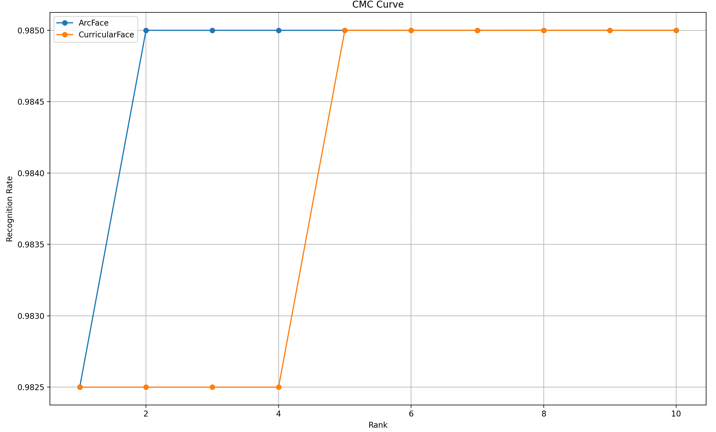 CMC Curve
ArcFace
CurricularFace
0.9850
0.9845
0.9840
0.9835
0.9830
0.9825
Recognition Rate
2 4 6 8 10
Rank